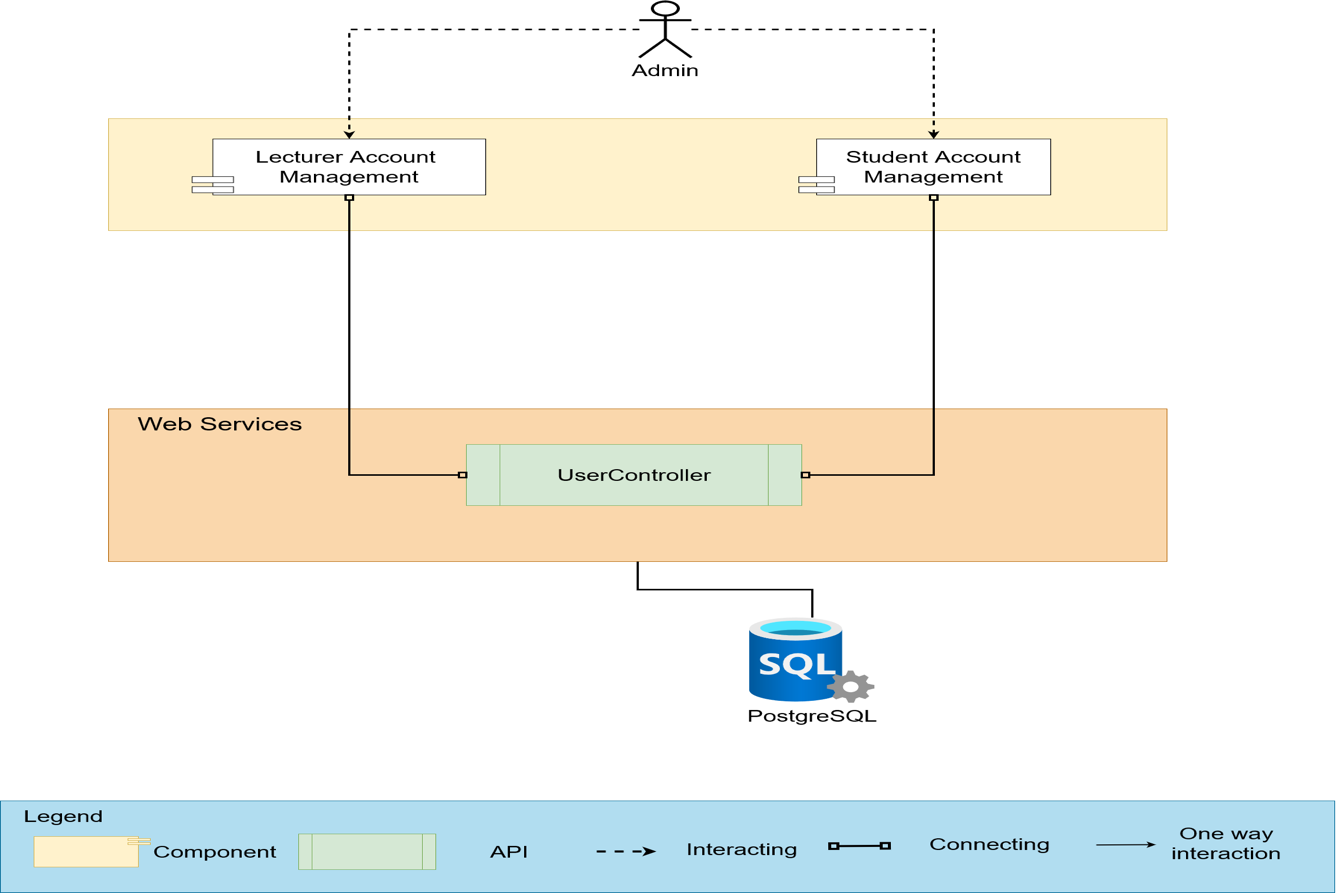 Admin
Lecturer Account
Management
Student Account
Management
Web Services
UserController
SQL
PostgreSQL
Legend
Component
API
Interacting
Connecting
One way
interaction